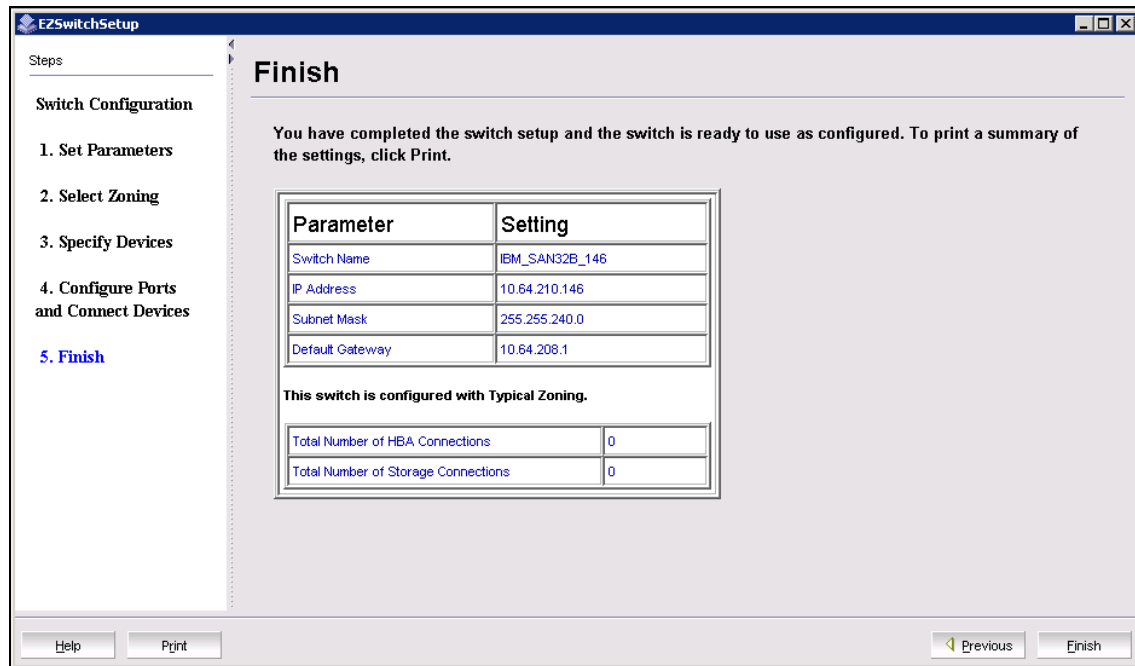 EZSwitchSetup
Steps
Switch Configuration
1. Set Parameters
2. Select Zoning
3. Specify Devices
4. Configure Ports
and Connect Devices
5. Finish
Finish
You have completed the switch setup and the switch is ready to use as configured. To print a summary of
the settings, click Print.
Parameter Setting
Switch Name IBM_SAN32B_146
IP Address 10.64.210.146
Subnet Mask 255.255.240.0
Default Gateway 10.64.208.1
This switch is configured with Typical Zoning.
Total Number of HBA Connections 0
Total Number of Storage Connections 0
Help Print Previous Finish